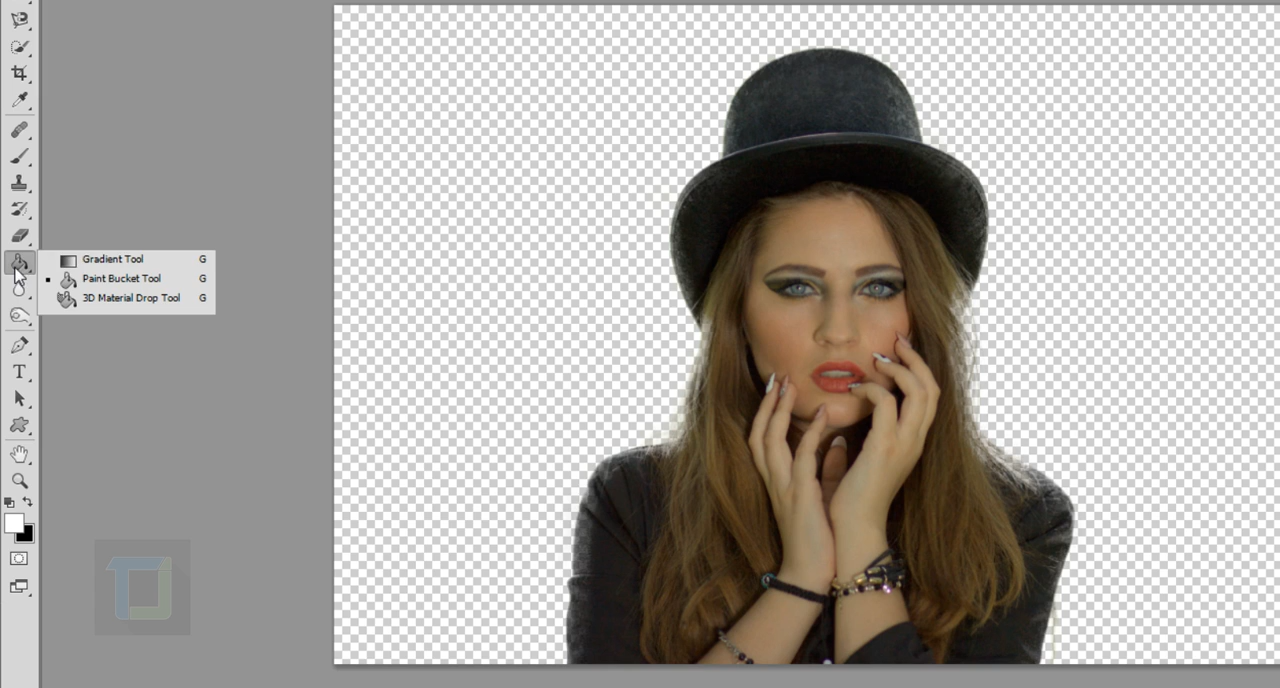 Gradient Tool G
Paint Bucket Tool G
3D Material Drop Tool G
T